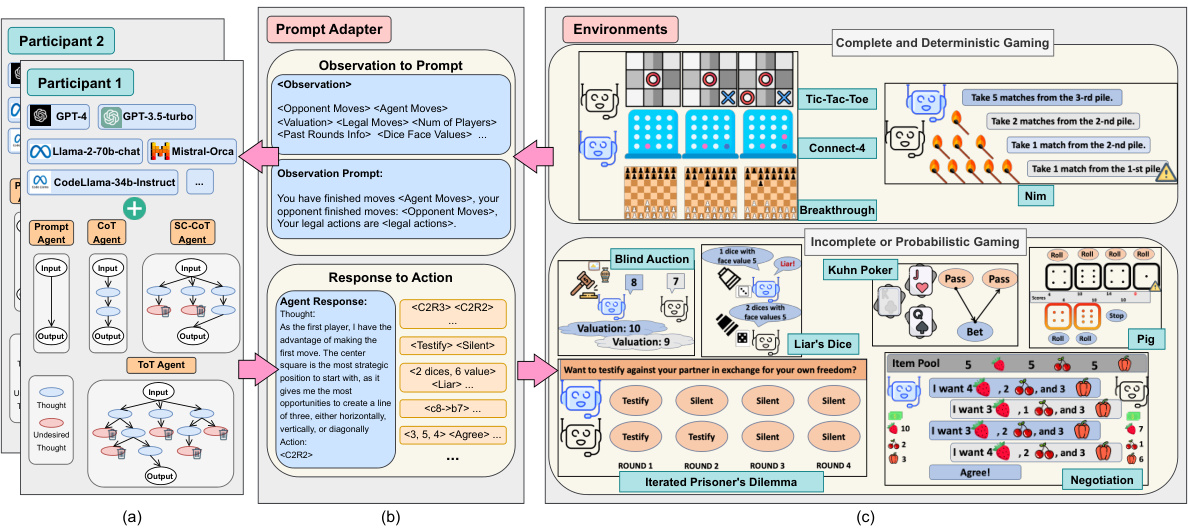 Participant 2
Participant 1
GPT-4
GPT-3.5-turbo
Llama-2-70b-chat
Mistral-Orca
CodeLlama-34b-Instruct
...
Prompt
Agent
CoT
Agent
SC-CoT
Agent
Input
Input
Input
Output
Output
Output
ToT Agent
Thought
Undesired
Thought
Input
Output
(a)
Prompt Adapter
Observation to Prompt
<Observation>
<Opponent Moves> <Agent Moves>
<Valuation> <Legal Moves> <Num of Players>
<Past Rounds Info> <Dice Face Values> ...
Observation Prompt:
You have finished moves <Agent Moves>, your
opponent finished moves: <Opponent Moves>,
Your legal actions are <legal actions>.
Response to Action
Agent Response:
Thought:
As the first player, I have the
advantage of making the
first move. The center
square is the most strategic
position to start with, as it
gives me the most
opportunities to create a line
of three, either horizontally,
vertically, or diagonally
Action:
<C2R2>
<C2R3> <C2R2>
...
<Testify> <Silent>
<2 dices, 6 value>
<Liar> ...
<c8->b7> ...
<3, 5, 4> <Agree> ...
...
(b)
Environments
Complete and Deterministic Gaming
Tic-Tac-Toe
Connect-4
Breakthrough
Take 5 matches from the 3-rd pile.
Take 2 matches from the 2-nd pile.
Take 1 match from the 2-nd pile.
Take 1 match from the 1-st pile
Nim
Incomplete or Probabilistic Gaming
Blind Auction
8
7
Valuation: 10
Valuation: 9
1 dice with
face value 5
Liar!
2 dices with
face values 5
Liar's Dice
Kuhn Poker
K
J
Q
Pass
Pass
Bet
Roll
Roll
Roll
Roll
Scores
Stop
Roll
Roll
Pig
Want to testify against your partner in exchange for your own freedom?
Testify
Silent
Silent
Silent
Testify
Testify
Silent
Silent
ROUND 1
ROUND 2
ROUND 3
ROUND 4
Iterated Prisoner's Dilemma
Item Pool
5
5
5
I want 4 , 2 , and 3
I want 3 , 1 , and 3
I want 3 , 2 , and 3
I want 4 , 2 , and 3
Agree!
10
2
3
7
1
6
Negotiation
(c)